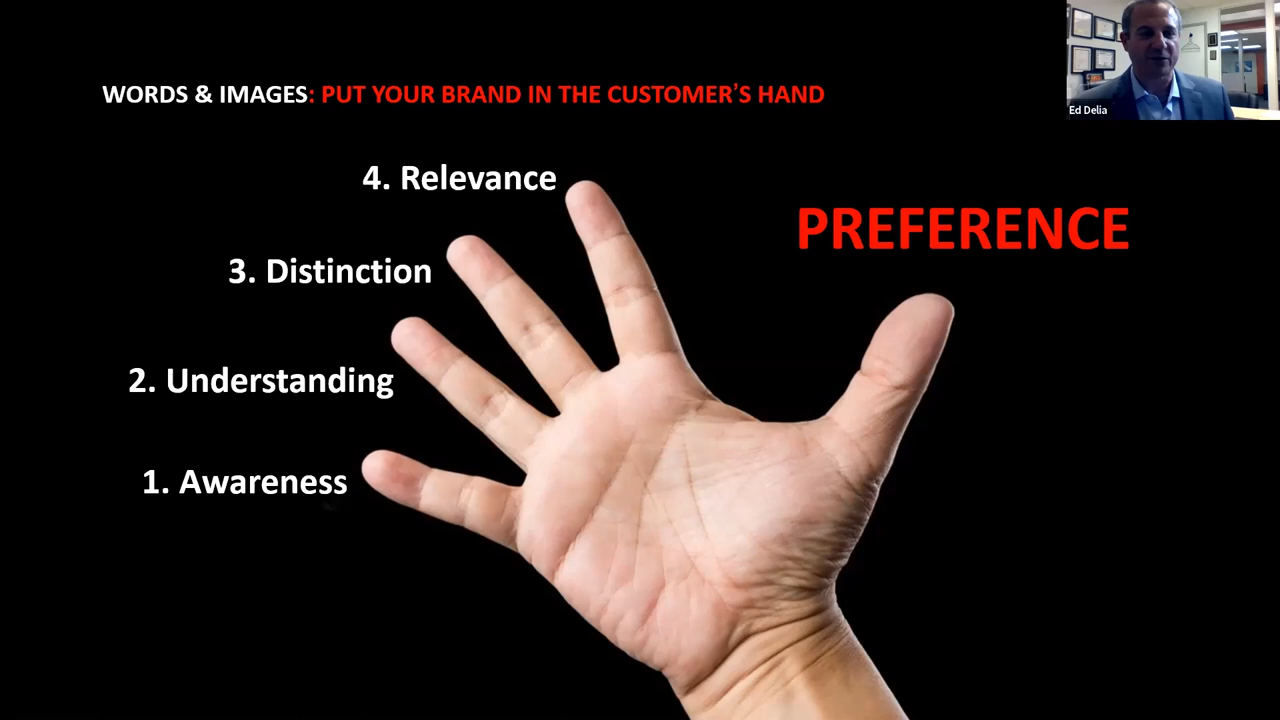 WORDS & IMAGES: PUT YOUR BRAND IN THE CUSTOMER’S HAND
Ed Delia
4. Relevance
PREFERENCE
3. Distinction
2. Understanding
1. Awareness